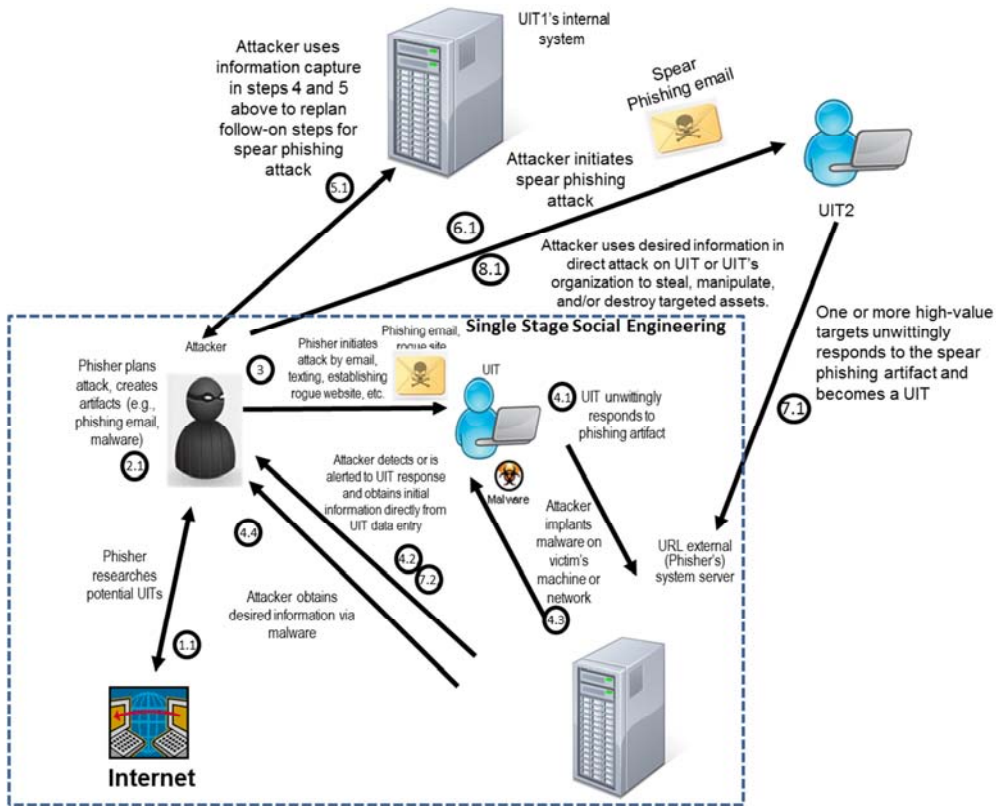 UIT1's internal
system
Attacker uses
information capture
in steps 4 and 5
above to replan
follow-on steps for
spear phishing
attack
5.1
Spear
Phishing email
Attacker initiates
spear phishing
attack
6.1
8.1
UIT2
Attacker uses desired information in
direct attack on UIT or UIT's
organization to steal, manipulate,
and/or destroy targeted assets.
One or more high-value
targets unwittingly
responds to the spear
phishing artifact and
becomes a UIT
7.1
Single Stage Social Engineering
Attacker
Phisher plans
attack, creates
artifacts (e.g.,
phishing email,
malware)
2.1
3
Phisher initiates
attack by email,
texting, establishing
rogue website, etc.
Phishing email,
rogue site
UIT
4.1
UIT unwittingly
responds to
phishing artifact
Malware
Attacker detects or is
alerted to UIT response
and obtains initial
information directly from
UIT data entry
4.2
7.2
4.4
Attacker
implants
malware on
victim's
machine or
network
4.3
URL external
(Phisher's)
system server
Phisher
researches
potential UITs
1.1
Attacker obtains
desired information via
malware
Internet